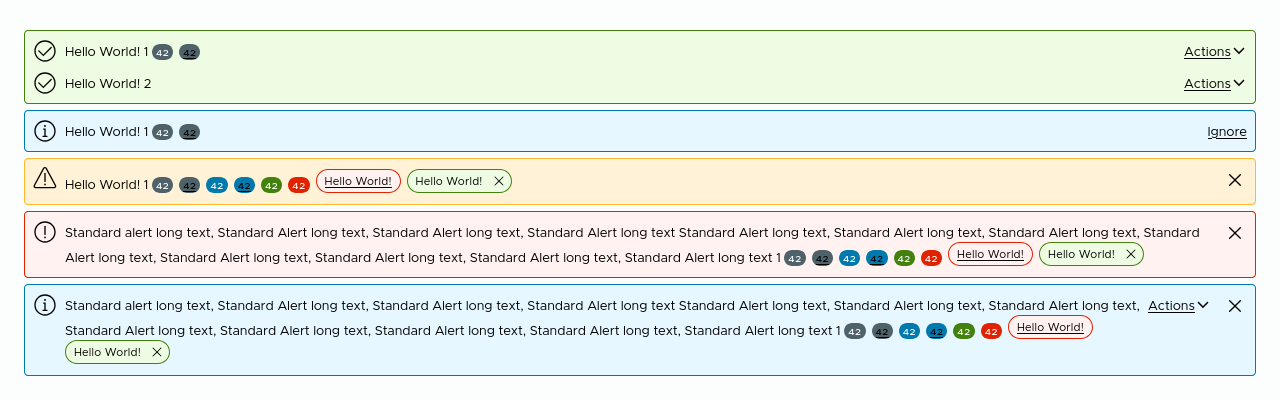 Hello World! 1 42 42 Actions
Hello World! 2 Actions
Hello World! 1 42 42 Ignore
Hello World! 1 42 42 42 42 42 42 Hello World! Hello World!
Standard alert long text, Standard Alert long text, Standard Alert long text, Standard Alert long text Standard Alert long text, Standard Alert long text, Standard Alert long text, Standard
Alert long text, Standard Alert long text, Standard Alert long text, Standard Alert long text, Standard Alert long text 1 42 42 42 42 42 42 Hello World! Hello World!
Standard alert long text, Standard Alert long text, Standard Alert long text, Standard Alert long text Standard Alert long text, Standard Alert long text, Standard Alert long text, Actions
Standard Alert long text, Standard Alert long text, Standard Alert long text, Standard Alert long text, Standard Alert long text 1 42 42 42 42 42 42 Hello World!
Hello World!